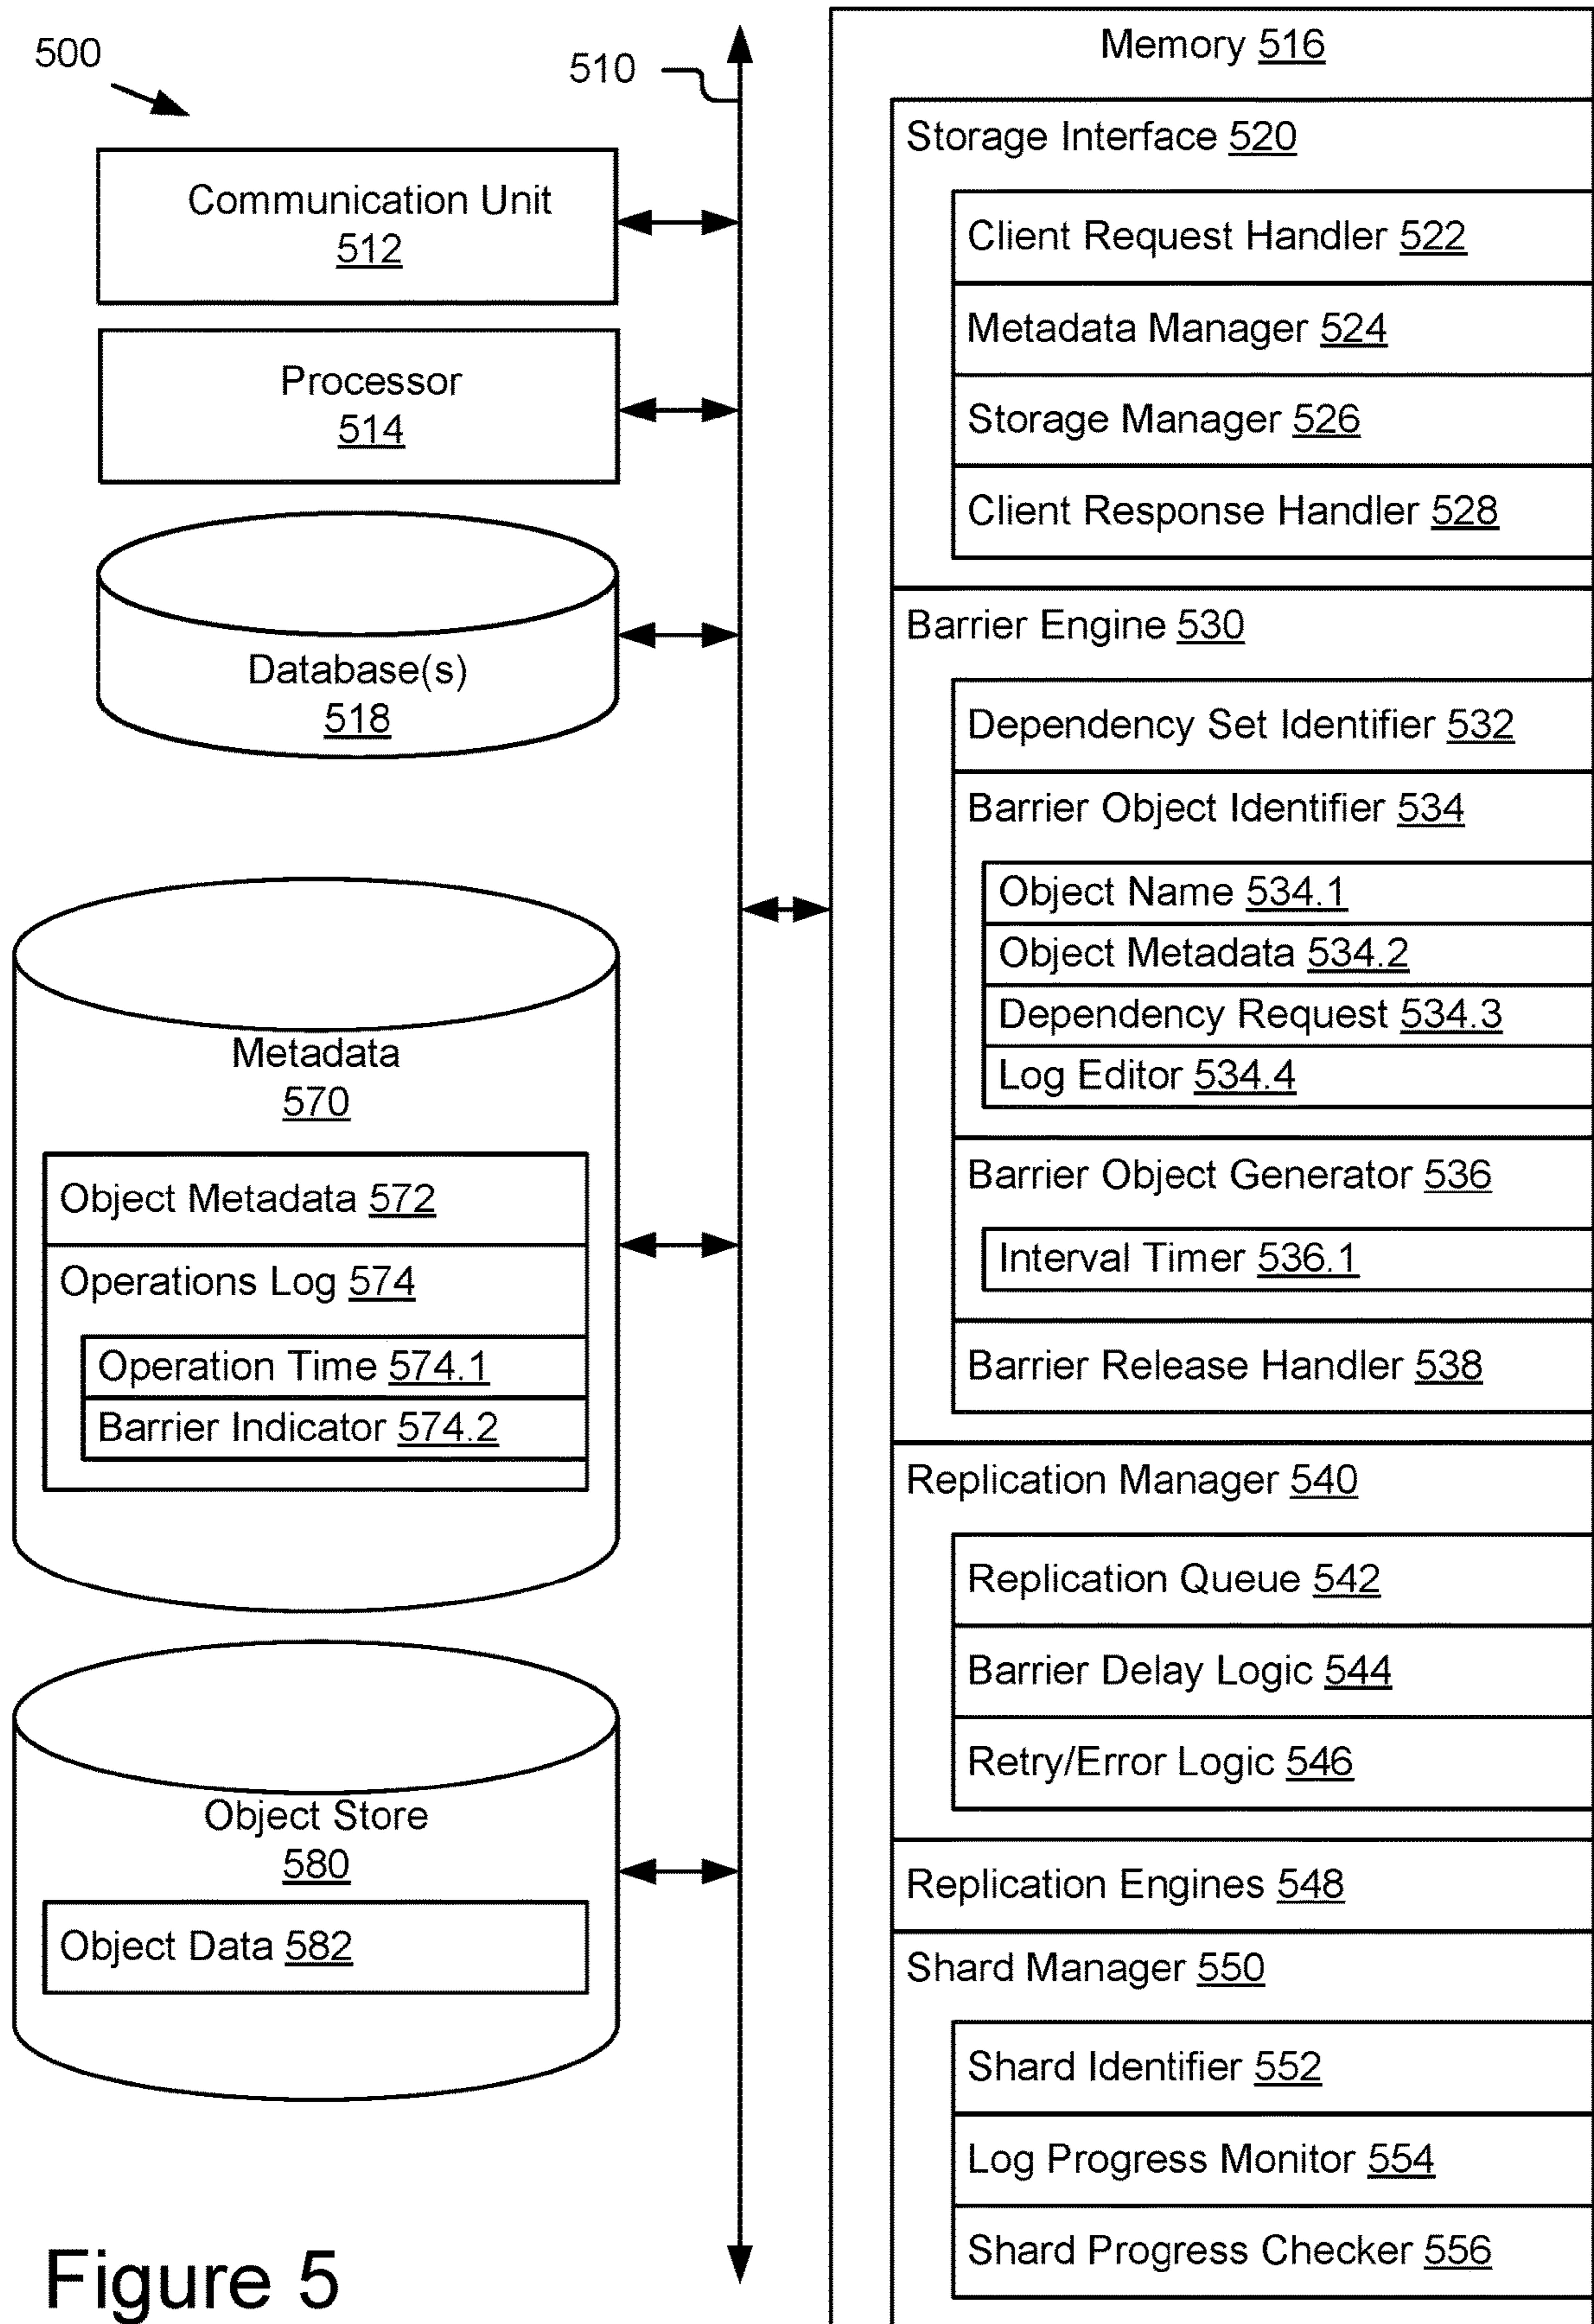 500
510
Communication Unit
512
Processor
514
Database(s)
518
Metadata
570
Object Metadata 572
Operations Log 574
Operation Time 574.1
Barrier Indicator 574.2
Object Store
580
Object Data 582
Figure 5
Memory 516
Storage Interface 520
Client Request Handler 522
Metadata Manager 524
Storage Manager 526
Client Response Handler 528
Barrier Engine 530
Dependency Set Identifier 532
Barrier Object Identifier 534
Object Name 534.1
Object Metadata 534.2
Dependency Request 534.3
Log Editor 534.4
Barrier Object Generator 536
Interval Timer 536.1
Barrier Release Handler 538
Replication Manager 540
Replication Queue 542
Barrier Delay Logic 544
Retry/Error Logic 546
Replication Engines 548
Shard Manager 550
Shard Identifier 552
Log Progress Monitor 554
Shard Progress Checker 556